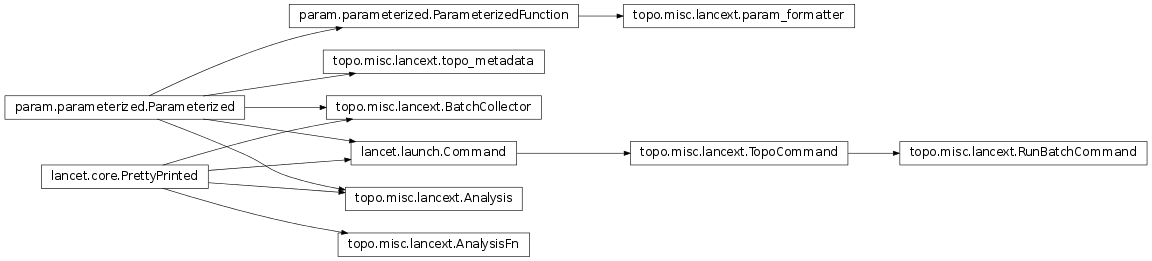 param.parameterized.ParameterizedFunction
topo.misc.lancext.param_formatter
topo.misc.lancext.topo_metadata
param.parameterized.Parameterized
topo.misc.lancext.BatchCollector
lancet.launch.Command
topo.misc.lancext.TopoCommand
topo.misc.lancext.RunBatchCommand
lancet.core.PrettyPrinted
topo.misc.lancext.Analysis
topo.misc.lancext.AnalysisFn